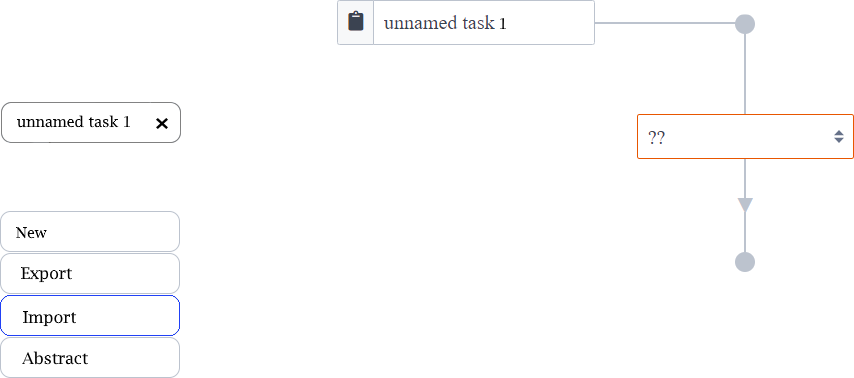 unnamed task 1
??
unnamed task 1
New
Export
Import
Abstract